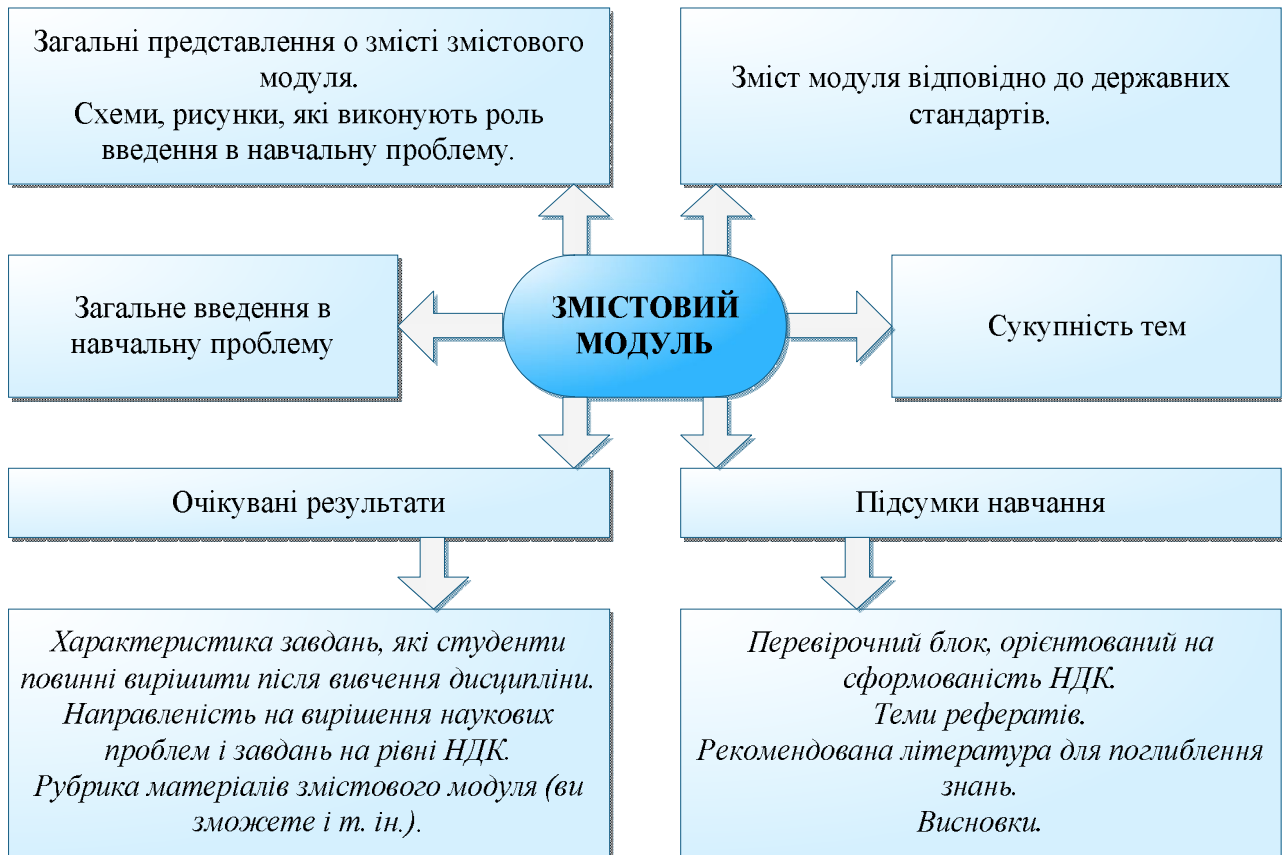 Загальні представлення о змісті змістового
модуля.
Схеми, рисунки, які виконують роль
введення в навчальну проблему.
Зміст модуля відповідно до державних
стандартів.
Загальне введення в
навчальну проблему
ЗМІСТОВИЙ
МОДУЛЬ
Сукупність тем
Очікувані результати
Підсумки навчання
Характеристика завдань, які студенти
повинні вирішити після вивчення дисципліни.
Направленість на вирішення наукових
проблем і завдань на рівні НДК.
Рубрика матеріалів змістового модуля (ви
зможете і т. ін.).
Перевірочний блок, орієнтований на
сформованість НДК.
Теми рефератів.
Рекомендована література для поглиблення
знань.
Висновки.